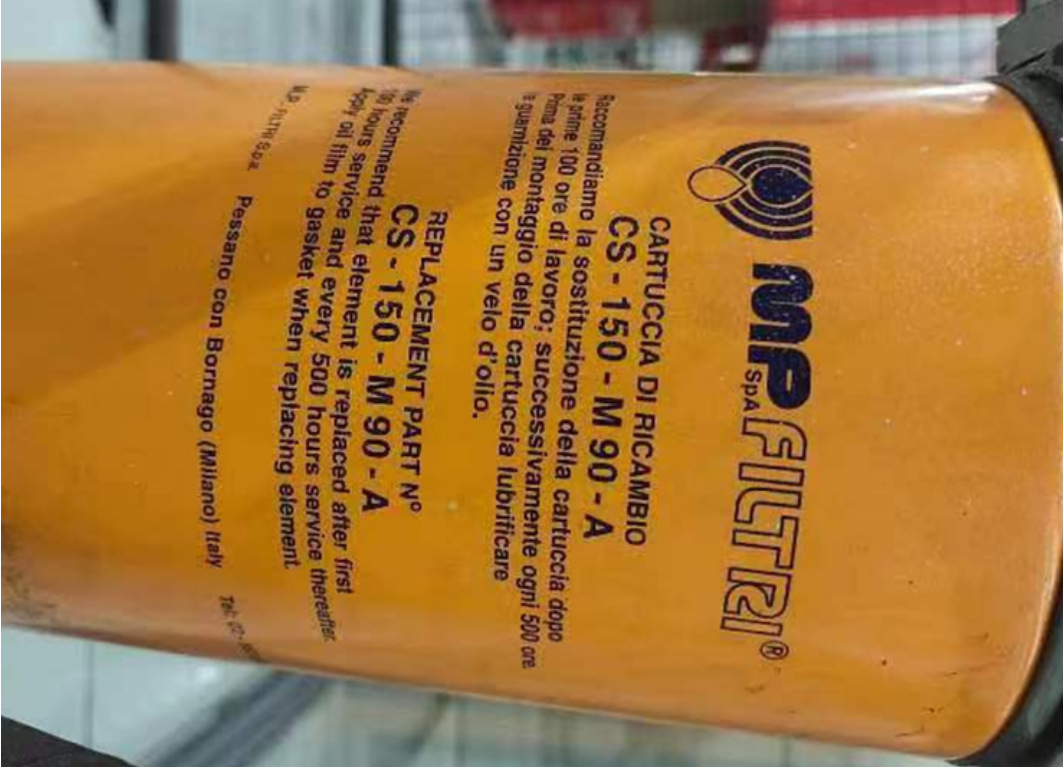 MPFILTRI®
SpA
CARTUCCIA DI RICAMBIO
CS - 150 - M 90 - A
Raccomandiamo la sostituzione della cartuccia dopo
le prime 100 ore di lavoro; successivamente ogni 500 ore.
Prima del montaggio della cartuccia lubrificare
la guarnizione con un velo d'olio.
REPLACEMENT PART N°
CS - 150 - M 90 - A
We recommend that element is replaced after first
100 hours service and every 500 hours service thereafter.
Apply oil film to gasket when replacing element
M.P. - FILTRI S.p.A. Pessano con Bornago (Milano) Italy Tel: 02 -